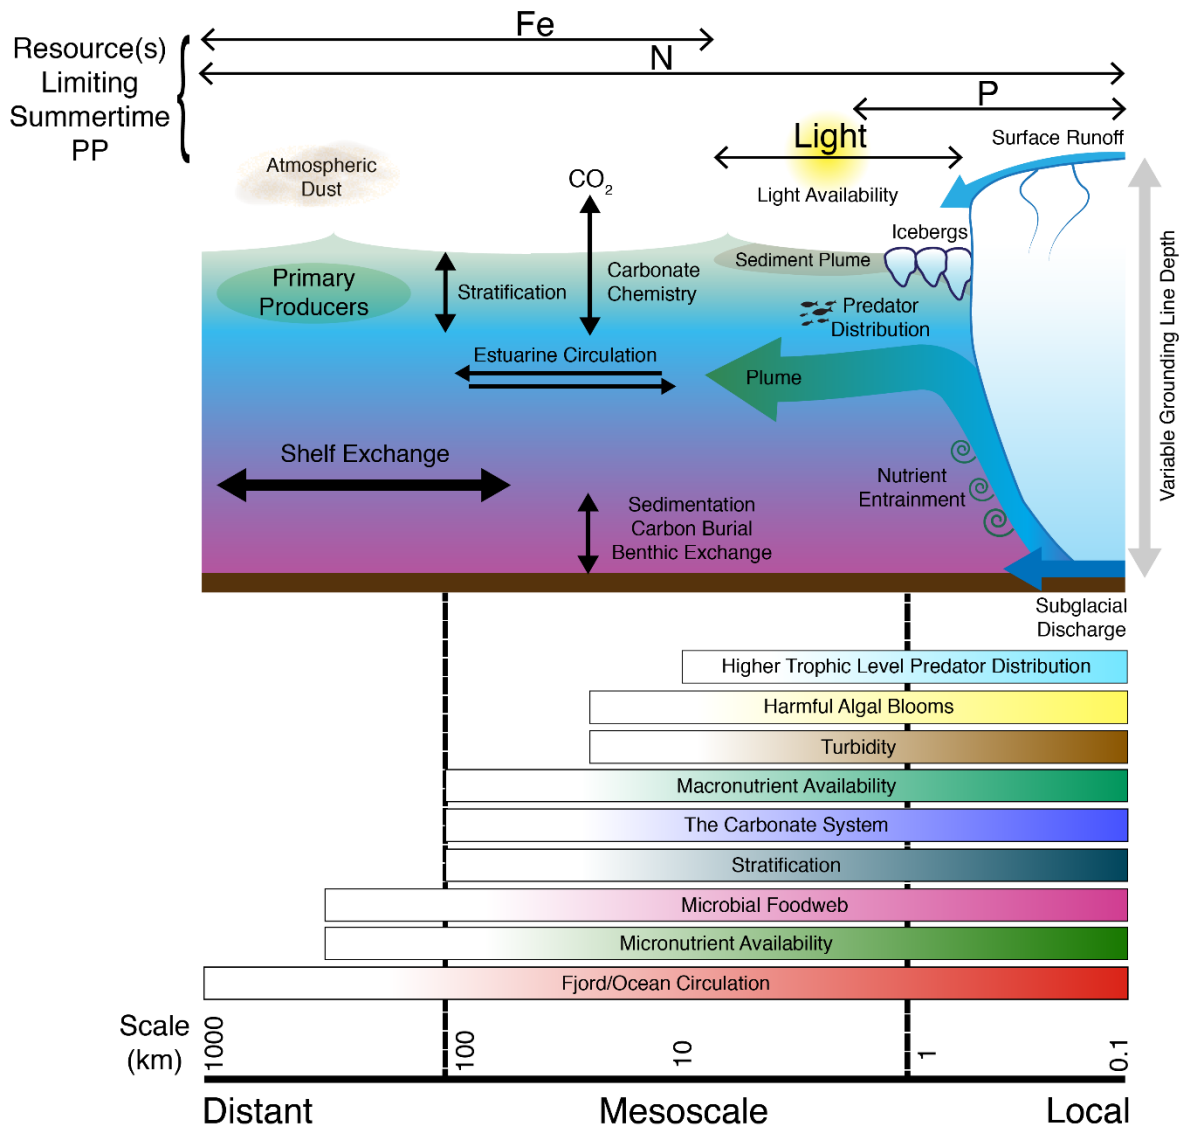 Fe
Resource(s)
Limiting
Summertime
PP
N
P
Light
Surface Runoff
Atmospheric
Dust
CO₂
Light Availability
Icebergs
Sediment Plume
Primary
Producers
Stratification
Carbonate
Chemistry
Predator
Distribution
Estuarine Circulation
Plume
Variable Grounding Line Depth
Shelf Exchange
Nutrient
Entrainment
Sedimentation
Carbon Burial
Benthic Exchange
Subglacial
Discharge
Higher Trophic Level Predator Distribution
Harmful Algal Blooms
Turbidity
Macronutrient Availability
The Carbonate System
Stratification
Microbial Foodweb
Micronutrient Availability
Fjord/Ocean Circulation
Scale
(km)
1000
100
10
1
0.1
Distant
Mesoscale
Local